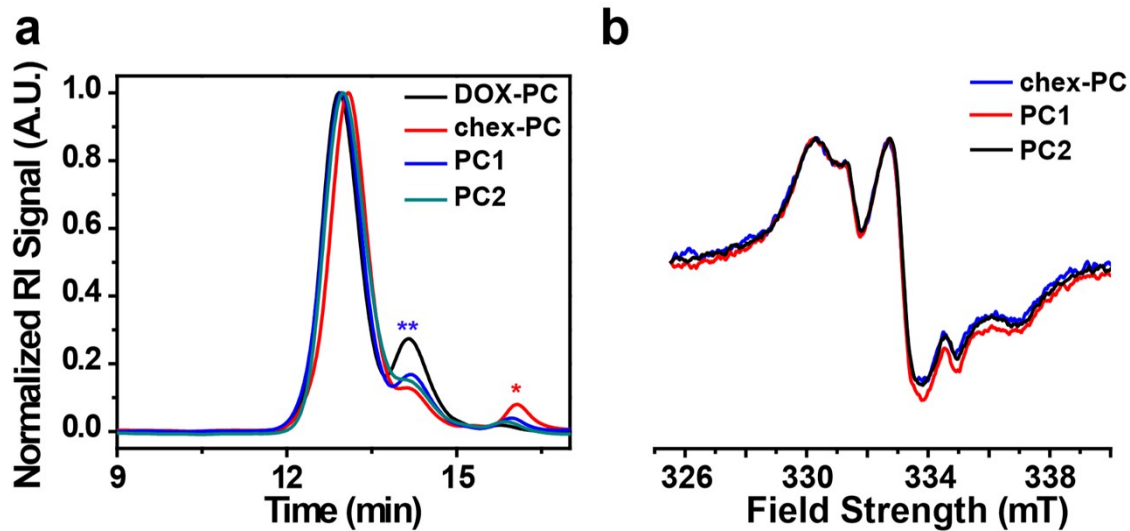 a
Normalized RI Signal (A.U.)
1.0
0.8
0.6
0.4
0.2
0.0
9
12
15
Time (min)
DOX-PC
chex-PC
PC1
PC2
**
*
b
chex-PC
PC1
PC2
326
330
334
338
Field Strength (mT)